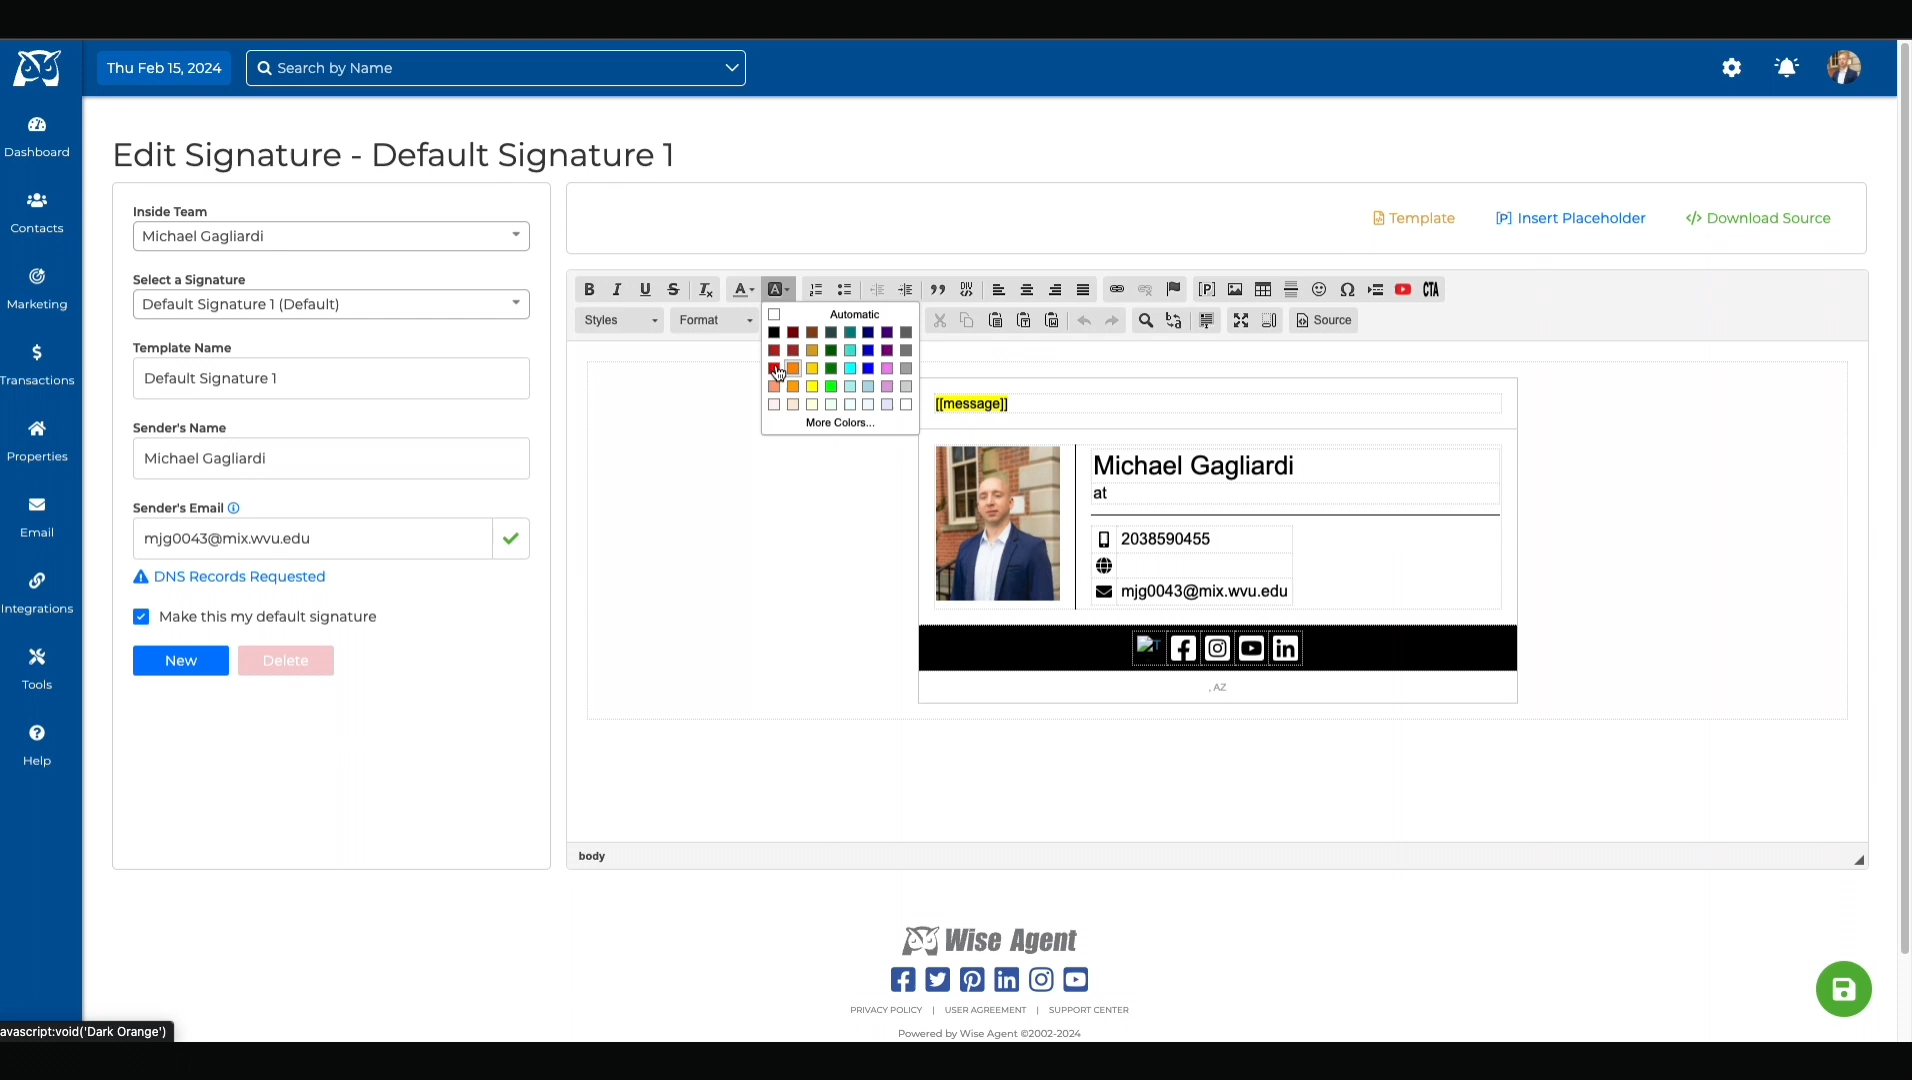 Thu Feb 15, 2024
Search by Name
Dashboard
Contacts
Marketing
Transactions
Properties
Email
Integrations
Tools
Help
Edit Signature - Default Signature 1
Inside Team
Michael Gagliardi
Select a Signature
Default Signature 1 (Default)
Template Name
Default Signature 1
Sender's Name
Michael Gagliardi
Sender's Email
mjg0043@mix.wvu.edu
DNS Records Requested
Make this my default signature
New Delete
Template [P] Insert Placeholder </> Download Source
B I U S Tx A A [P] Ω CTA
Styles Format Source
Automatic
More Colors...
[[message]]
Michael Gagliardi
at
2038590455
mjg0043@mix.wvu.edu
, AZ
body
Wise Agent
PRIVACY POLICY | USER AGREEMENT | SUPPORT CENTER
Powered by Wise Agent ©2002-2024
avascript:void('Dark Orange')